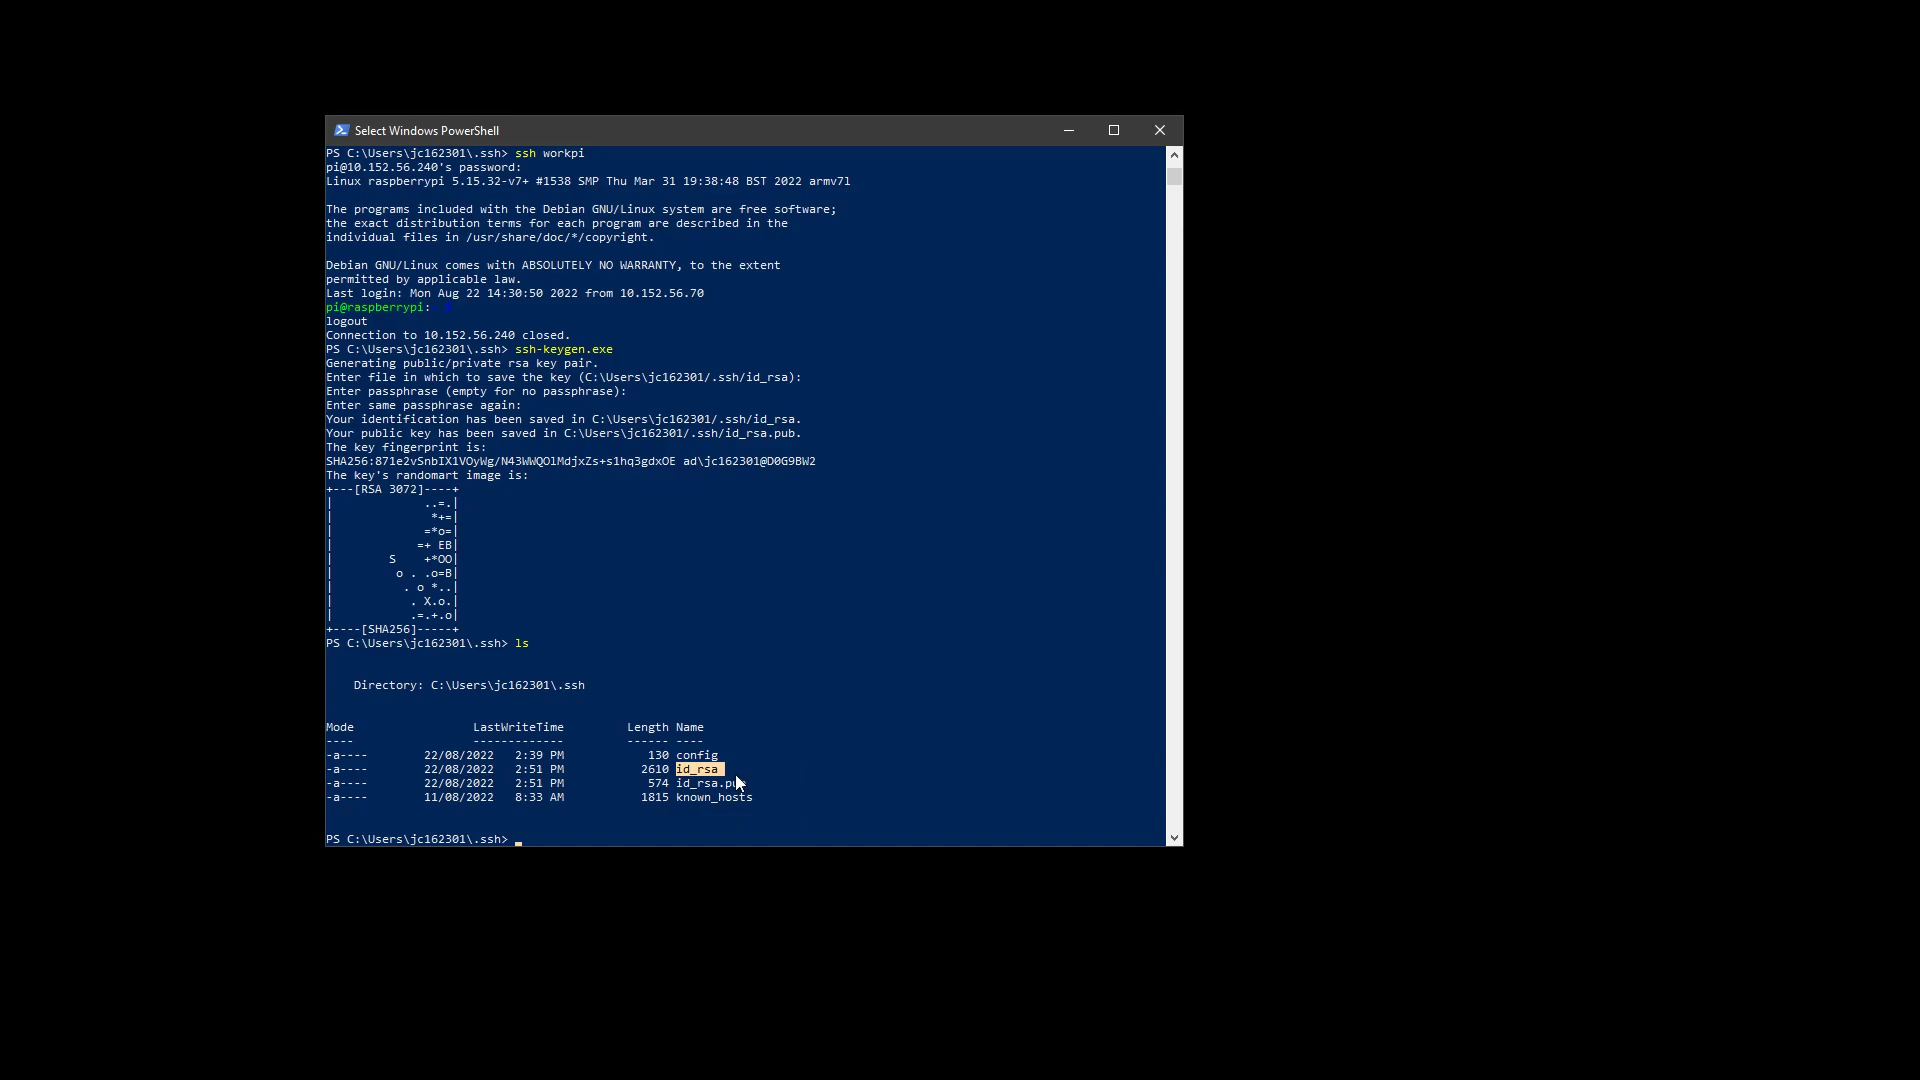 Select Windows PowerShell
PS C:\Users\jc162301\.ssh> ssh workpi
pi@10.152.56.240's password:
Linux raspberrypi 5.15.32-v7+ #1538 SMP Thu Mar 31 19:38:48 BST 2022 armv7l
The programs included with the Debian GNU/Linux system are free software;
the exact distribution terms for each program are described in the
individual files in /usr/share/doc/*/copyright.
Debian GNU/Linux comes with ABSOLUTELY NO WARRANTY, to the extent
permitted by applicable law.
Last login: Mon Aug 22 14:30:50 2022 from 10.152.56.70
pi@raspberrypi:
logout
Connection to 10.152.56.240 closed.
PS C:\Users\jc162301\.ssh> ssh-keygen.exe
Generating public/private rsa key pair.
Enter file in which to save the key (C:\Users\jc162301/.ssh/id_rsa):
Enter passphrase (empty for no passphrase):
Enter same passphrase again:
Your identification has been saved in C:\Users\jc162301/.ssh/id_rsa.
Your public key has been saved in C:\Users\jc162301/.ssh/id_rsa.pub.
The key fingerprint is:
SHA256:871e2vSnbIX1VOyWg/N43WWQOlMdjxZs+s1hq3gdxOE ad\jc162301@D0G9BW2
The key's randomart image is:
+---[RSA 3072]----+
|             ..=.|
|              *+=|
|             =*o=|
|            =+ EB|
|        S    +*OO|
|         o . .o=B|
|          . o *..|
|           . X.o.|
|           .=.+.o|
+----[SHA256]-----+
PS C:\Users\jc162301\.ssh> ls
Directory: C:\Users\jc162301\.ssh
Mode LastWriteTime Length Name
---- ------------- ------ ----
-a---- 22/08/2022 2:39 PM 130 config
-a---- 22/08/2022 2:51 PM 2610 id_rsa
-a---- 22/08/2022 2:51 PM 574 id_rsa.pub
-a---- 11/08/2022 8:33 AM 1815 known_hosts
PS C:\Users\jc162301\.ssh>